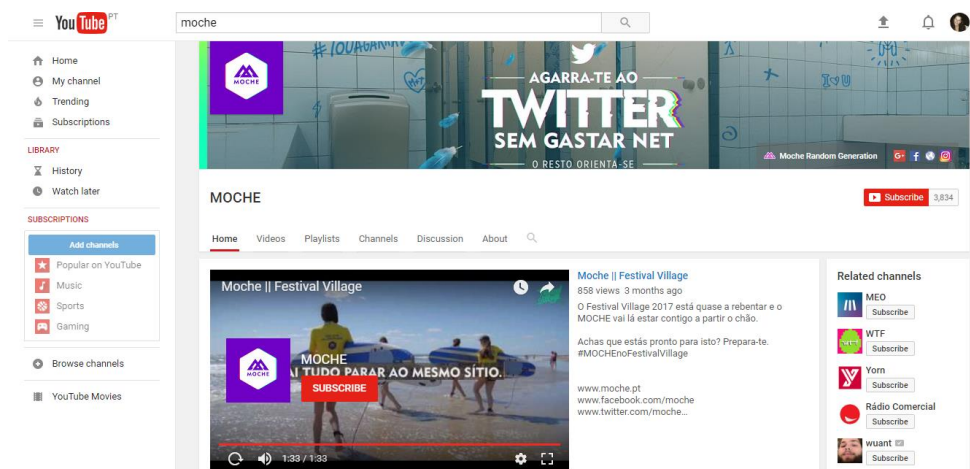 YouTube PT
moche
Home
My channel
Trending
Subscriptions
LIBRARY
History
Watch later
SUBSCRIPTIONS
Add channels
Popular on YouTube
Music
Sports
Gaming
Browse channels
YouTube Movies
MOCHE
AGARRA-TE AO
TWITTER
SEM GASTAR NET
O RESTO ORIENTA-SE
I ♥ U
Moche Random Generation
MOCHE
Subscribe 3,834
Home Videos Playlists Channels Discussion About
Moche || Festival Village
MOCHE
MOCHE
AI TUDO PARAR AO MESMO SÍTIO.
SUBSCRIBE
1:33 / 1:33
Moche || Festival Village
858 views 3 months ago
O Festival Village 2017 está quase a rebentar e o
MOCHE vai lá estar contigo a partir o chão.
Achas que estás pronto para isto? Prepara-te.
#MOCHEnoFestivalVillage
www.moche.pt
www.facebook.com/moche
www.twitter.com/moche...
Related channels
MEO
Subscribe
WTF
Subscribe
Yorn
Subscribe
Rádio Comercial
Subscribe
wuant
Subscribe